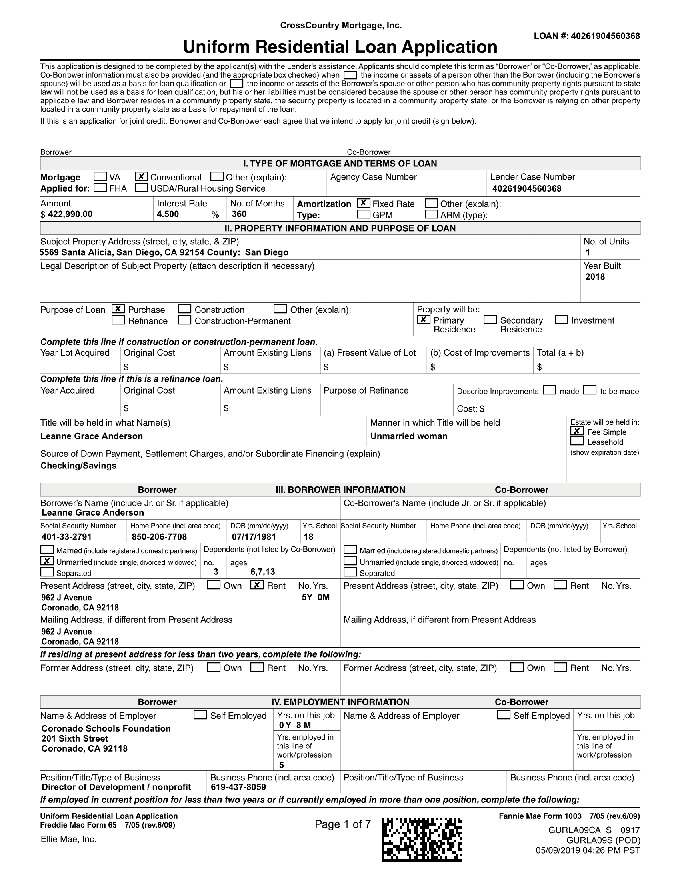 CrossCountry Mortgage, Inc.
LOAN #: 40261904560368
Uniform Residential Loan Application
This application is designed to be completed by the applicant(s) with the Lender's assistance. Applicants should complete this form as "Borrower" or "Co-Borrower," as applicable.
Co-Borrower information must also be provided (and the appropriate box checked) when the income or assets of a person other than the Borrower (including the Borrower's
spouse) will be used as a basis for loan qualification or the income or assets of the Borrower's spouse or other person who has community property rights pursuant to state
law will not be used as a basis for loan qualification, but his or her liabilities must be considered because the spouse or other person has community property rights pursuant to
applicable law and Borrower resides in a community property state, the security property is located in a community property state, or the Borrower is relying on other property
located in a community property state as a basis for repayment of the loan.
If this is an application for joint credit, Borrower and Co-Borrower each agree that we intend to apply for joint credit (sign below).
Borrower Co-Borrower
I. TYPE OF MORTGAGE AND TERMS OF LOAN
Mortgage VA X Conventional Other (explain): Agency Case Number Lender Case Number
Applied for: FHA USDA/Rural Housing Service 40261904560368
Amount Interest Rate No. of Months Amortization X Fixed Rate Other (explain):
$ 422,990.00 4.500 % 360 Type: GPM ARM (type):
II. PROPERTY INFORMATION AND PURPOSE OF LOAN
Subject Property Address (street, city, state, & ZIP) No. of Units
5569 Santa Alicia, San Diego, CA 92154 County: San Diego 1
Legal Description of Subject Property (attach description if necessary) Year Built
2018
Purpose of Loan X Purchase Construction Other (explain): Property will be:
Refinance Construction-Permanent X Primary Residence Secondary Residence Investment
Complete this line if construction or construction-permanent loan.
Year Lot Acquired Original Cost Amount Existing Liens (a) Present Value of Lot (b) Cost of Improvements Total (a + b)
$ $ $ $ $
Complete this line if this is a refinance loan.
Year Acquired Original Cost Amount Existing Liens Purpose of Refinance Describe Improvements made to be made
$ $ Cost: $
Title will be held in what Name(s) Manner in which Title will be held Estate will be held in:
Leanne Grace Anderson Unmarried woman X Fee Simple
Leasehold
Source of Down Payment, Settlement Charges, and/or Subordinate Financing (explain) (show expiration date)
Checking/Savings
Borrower III. BORROWER INFORMATION Co-Borrower
Borrower's Name (include Jr. or Sr. if applicable) Co-Borrower's Name (include Jr. or Sr. if applicable)
Leanne Grace Anderson
Social Security Number Home Phone (incl. area code) DOB (mm/dd/yyyy) Yrs. School Social Security Number Home Phone (incl. area code) DOB (mm/dd/yyyy) Yrs. School
401-33-2791 850-206-7708 07/17/1981 18
Married (include registered domestic partners) Dependents (not listed by Co-Borrower) Married (include registered domestic partners) Dependents (not listed by Borrower)
X Unmarried (include single, divorced, widowed) no. ages Unmarried (include single, divorced, widowed) no. ages
Separated 3 6,7,13 Separated
Present Address (street, city, state, ZIP) Own X Rent No. Yrs. Present Address (street, city, state, ZIP) Own Rent No. Yrs.
962 J Avenue 5Y 0M
Coronado, CA 92118
Mailing Address, if different from Present Address Mailing Address, if different from Present Address
962 J Avenue
Coronado, CA 92118
If residing at present address for less than two years, complete the following:
Former Address (street, city, state, ZIP) Own Rent No. Yrs. Former Address (street, city, state, ZIP) Own Rent No. Yrs.
Borrower IV. EMPLOYMENT INFORMATION Co-Borrower
Name & Address of Employer Self Employed Yrs. on this job Name & Address of Employer Self Employed Yrs. on this job
Coronado Schools Foundation 0 Y 8 M
201 Sixth Street Yrs. employed in this line of work/profession Yrs. employed in this line of work/profession
Coronado, CA 92118
5
Position/Title/Type of Business Business Phone (incl. area code) Position/Title/Type of Business Business Phone (incl. area code)
Director of Development / nonprofit 619-437-8059
If employed in current position for less than two years or if currently employed in more than one position, complete the following:
Uniform Residential Loan Application Fannie Mae Form 1003 7/05 (rev.6/09)
Freddie Mac Form 65 7/05 (rev.6/09)
Page 1 of 7
Ellie Mae, Inc.
GURLA09CA S 0917
GURLA09S (POD)
05/09/2019 04:26 PM PST